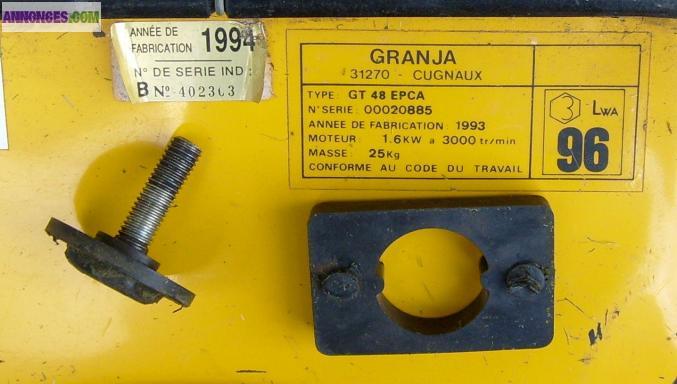 ANNONCES.COM
ANNÉE DE
FABRICATION 1994
N° DE SERIE IND :
B N° 402303
GRANJA
31270 - CUGNAUX
TYPE: GT 48 EPCA
N° SERIE: 00020885
ANNEE DE FABRICATION: 1993
MOTEUR: 1.6KW a 3000 tr/min
MASSE: 25Kg
CONFORME AU CODE DU TRAVAIL
3 LWA
96